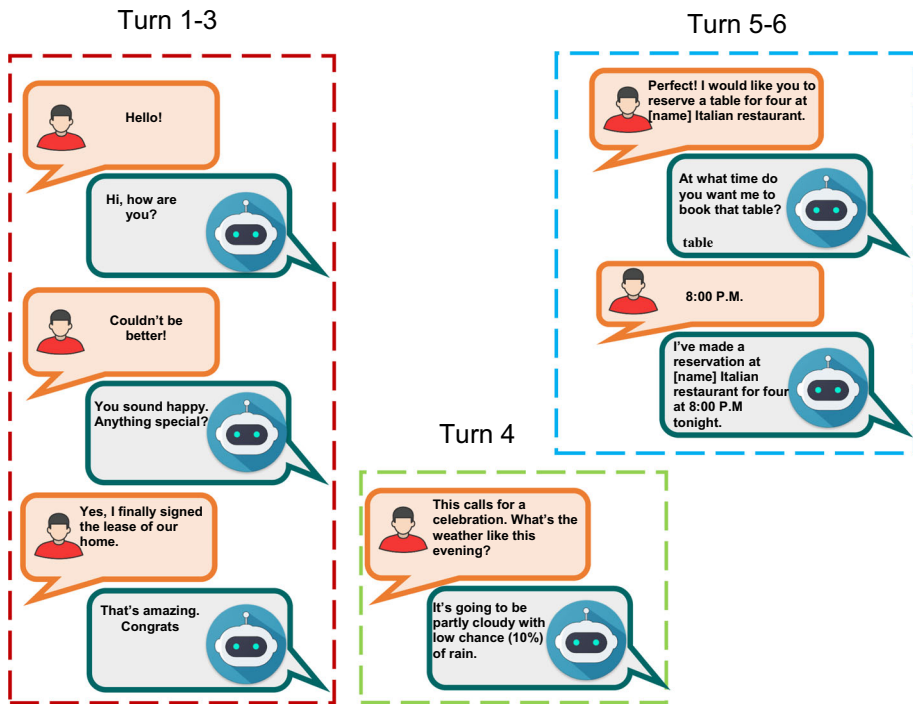 Turn 1-3
Hello!
Hi, how are
you?
Couldn't be
better!
You sound happy.
Anything special?
Yes, I finally signed
the lease of our
home.
That's amazing.
Congrats
Turn 4
This calls for a
celebration. What's the
weather like this
evening?
It's going to be
partly cloudy with
low chance (10%)
of rain.
Turn 5-6
Perfect! I would like you to
reserve a table for four at
[name] Italian restaurant.
At what time do
you want me to
book that table?
table
8:00 P.M.
I've made a
reservation at
[name] Italian
restaurant for four
at 8:00 P.M
tonight.